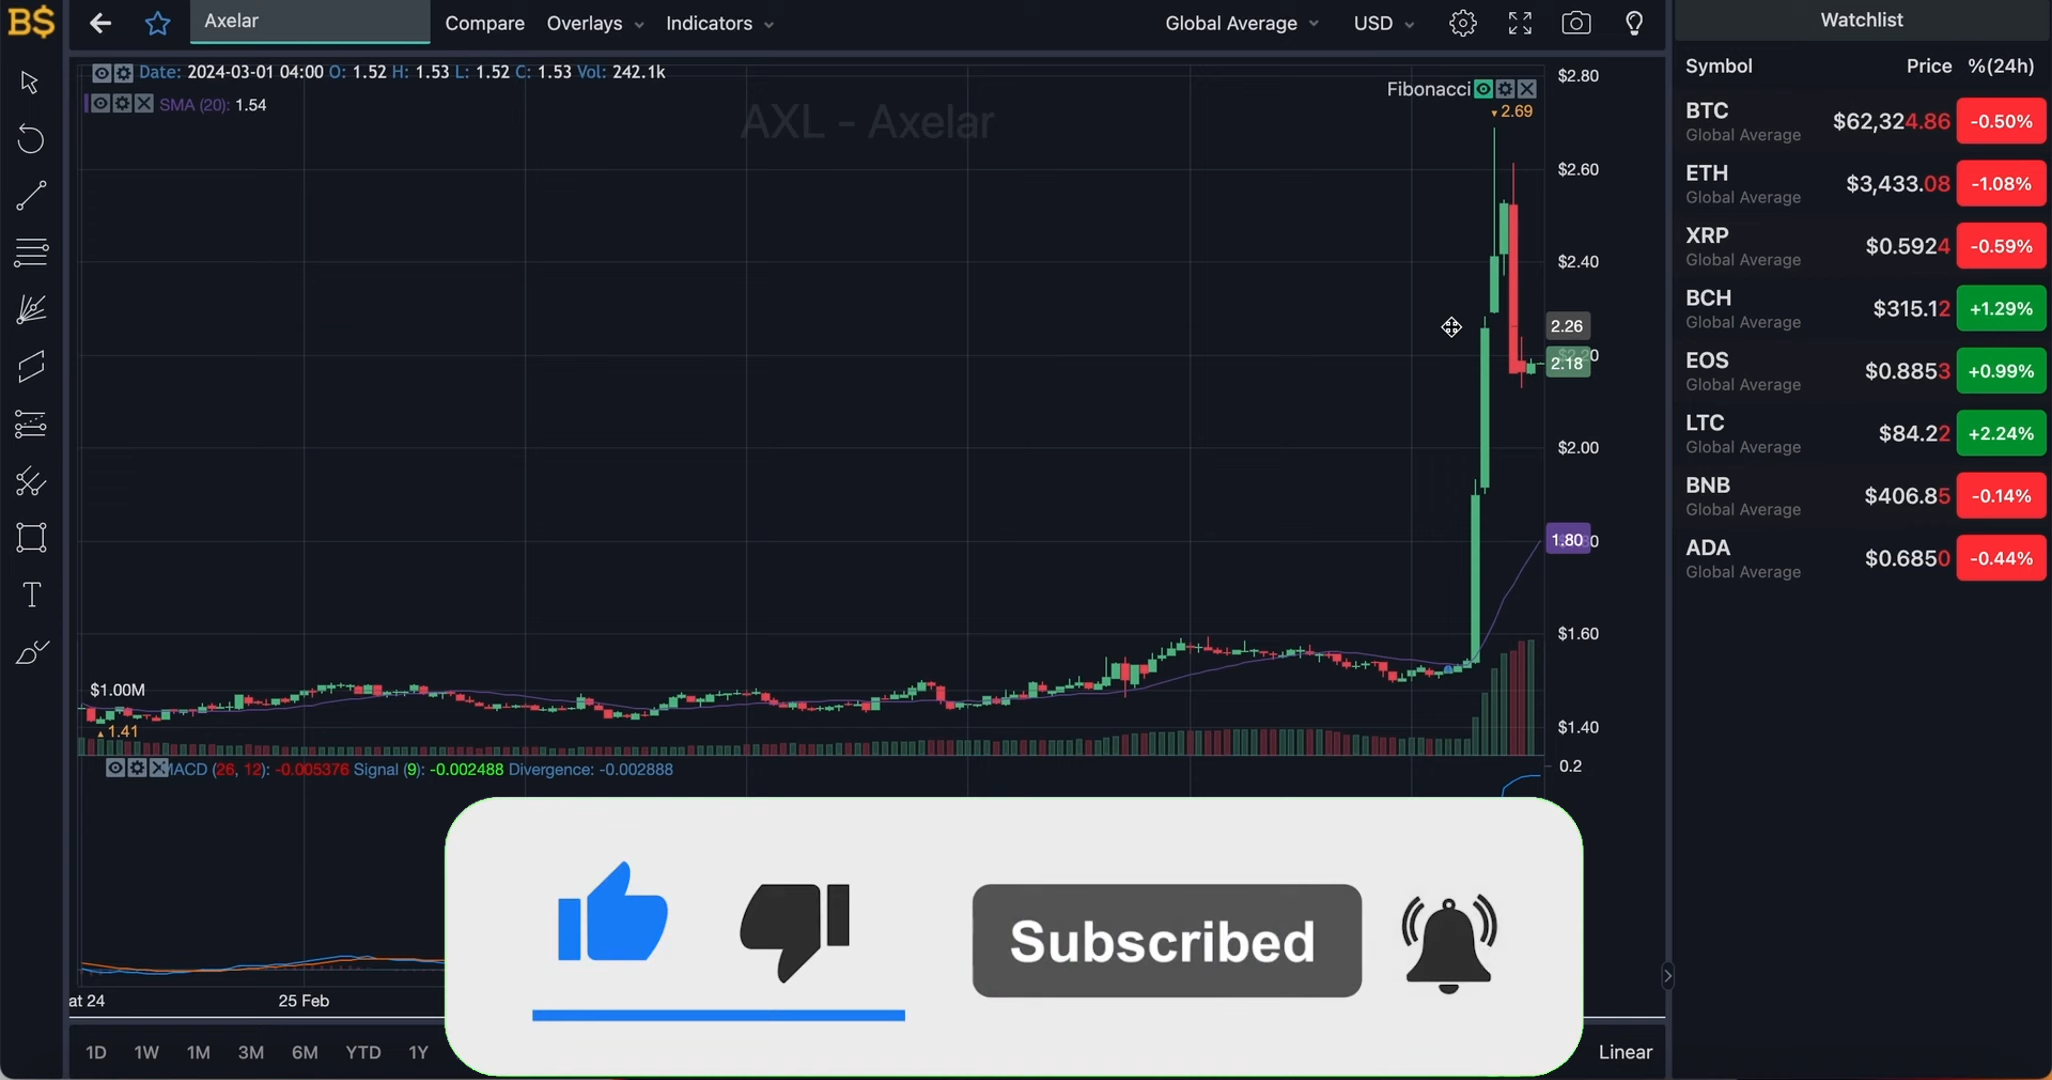 B$
Axelar
Compare
Overlays
Indicators
Global Average
USD
Watchlist
Date: 2024-03-01 04:00 O: 1.52 H: 1.53 L: 1.52 C: 1.53 Vol: 242.1k
SMA (20): 1.54
AXL - Axelar
Fibonacci
2.69
$2.80
$2.60
$2.40
2.26
2.18
$2.00
1.80
$1.60
$1.40
$1.00M
1.41
MACD (26, 12): -0.005376 Signal (9): -0.002488 Divergence: -0.002888
0.2
at 24
25 Feb
1D 1W 1M 3M 6M YTD 1Y
Linear
Subscribed
Symbol Price %(24h)
BTC $62,324.86 -0.50%
Global Average
ETH $3,433.08 -1.08%
Global Average
XRP $0.5924 -0.59%
Global Average
BCH $315.12 +1.29%
Global Average
EOS $0.8853 +0.99%
Global Average
LTC $84.22 +2.24%
Global Average
BNB $406.85 -0.14%
Global Average
ADA $0.6850 -0.44%
Global Average